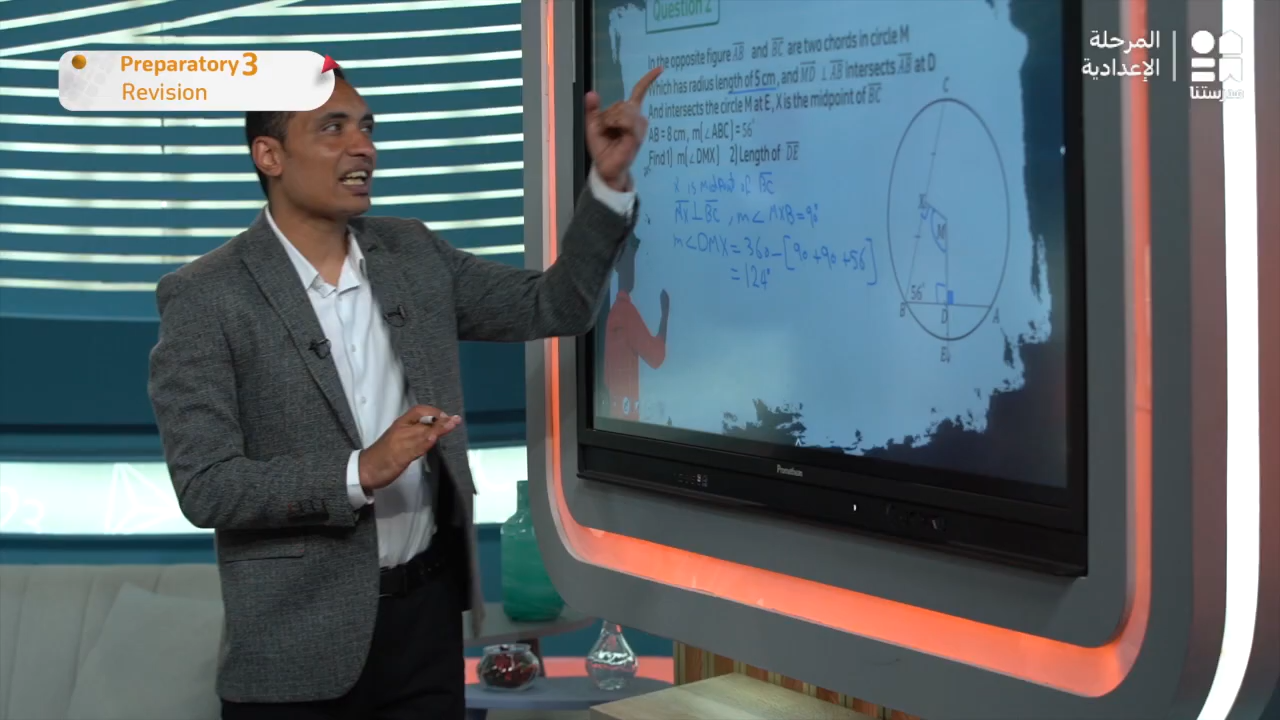 Preparatory 3
Revision
المرحلة
الإعدادية
مدرستنا
Question 2
In the opposite figure AB and BC are two chords in circle M
Which has radius length of 5 cm, and MD ⊥ AB intersects AB at D
And intersects the circle M at E, X is the midpoint of BC
AB = 8 cm, m(∠ABC) = 56°
Find 1) m(∠DMX) 2) Length of DE
X is midpoint of BC
MX ⊥ BC, m∠MXB = 90°
m∠DMX = 360 - [90 + 90 + 56]
= 124°
C
X
M
56°
B D A
E
Promethean